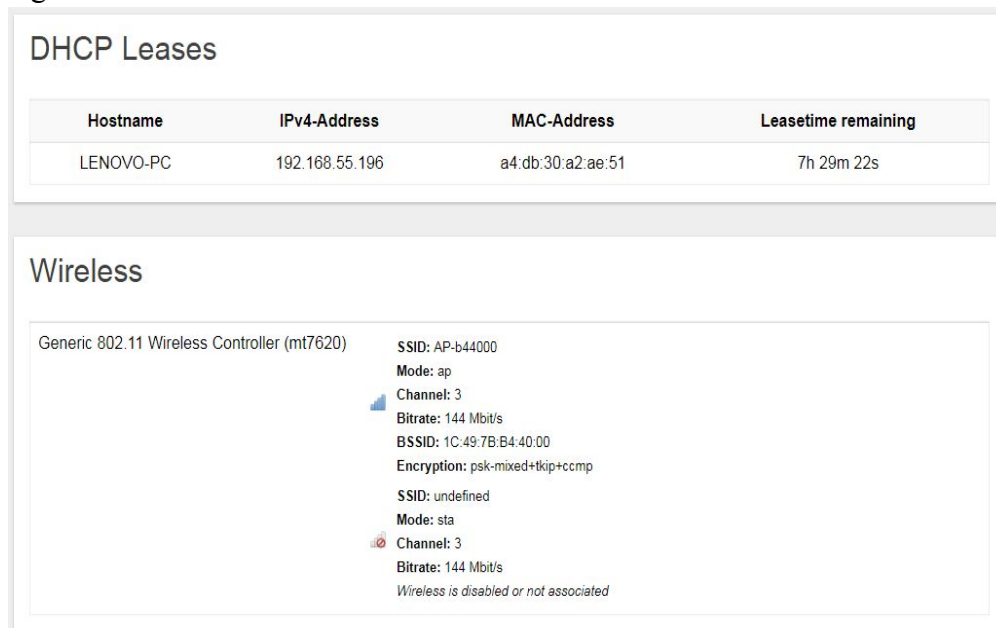 DHCP Leases
Hostname IPv4-Address MAC-Address Leasetime remaining
LENOVO-PC 192.168.55.196 a4:db:30:a2:ae:51 7h 29m 22s
Wireless
Generic 802.11 Wireless Controller (mt7620)
SSID: AP-b44000
Mode: ap
Channel: 3
Bitrate: 144 Mbit/s
BSSID: 1C:49:7B:B4:40:00
Encryption: psk-mixed+tkip+ccmp
SSID: undefined
Mode: sta
Channel: 3
Bitrate: 144 Mbit/s
Wireless is disabled or not associated